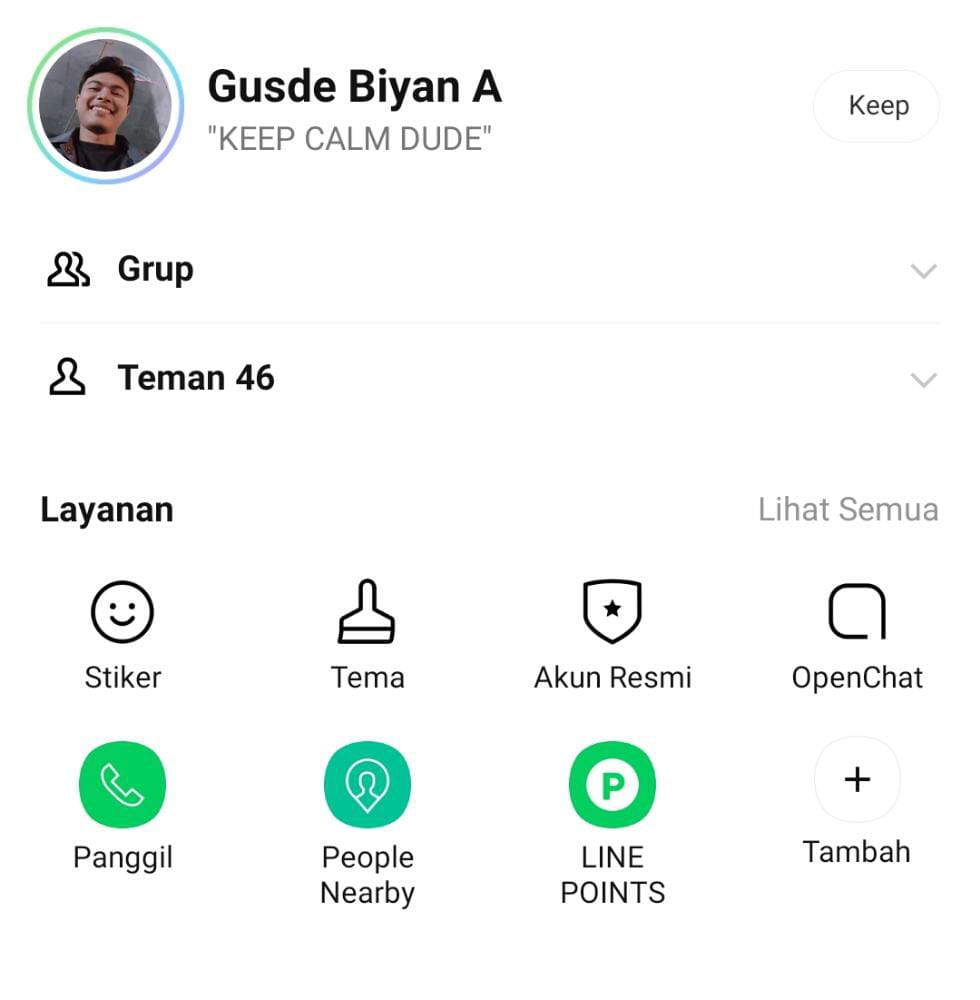 Gusde Biyan A
"KEEP CALM DUDE"
Keep
Grup
Teman 46
Layanan
Lihat Semua
Stiker
Tema
Akun Resmi
OpenChat
Panggil
People
Nearby
P
LINE
POINTS
Tambah